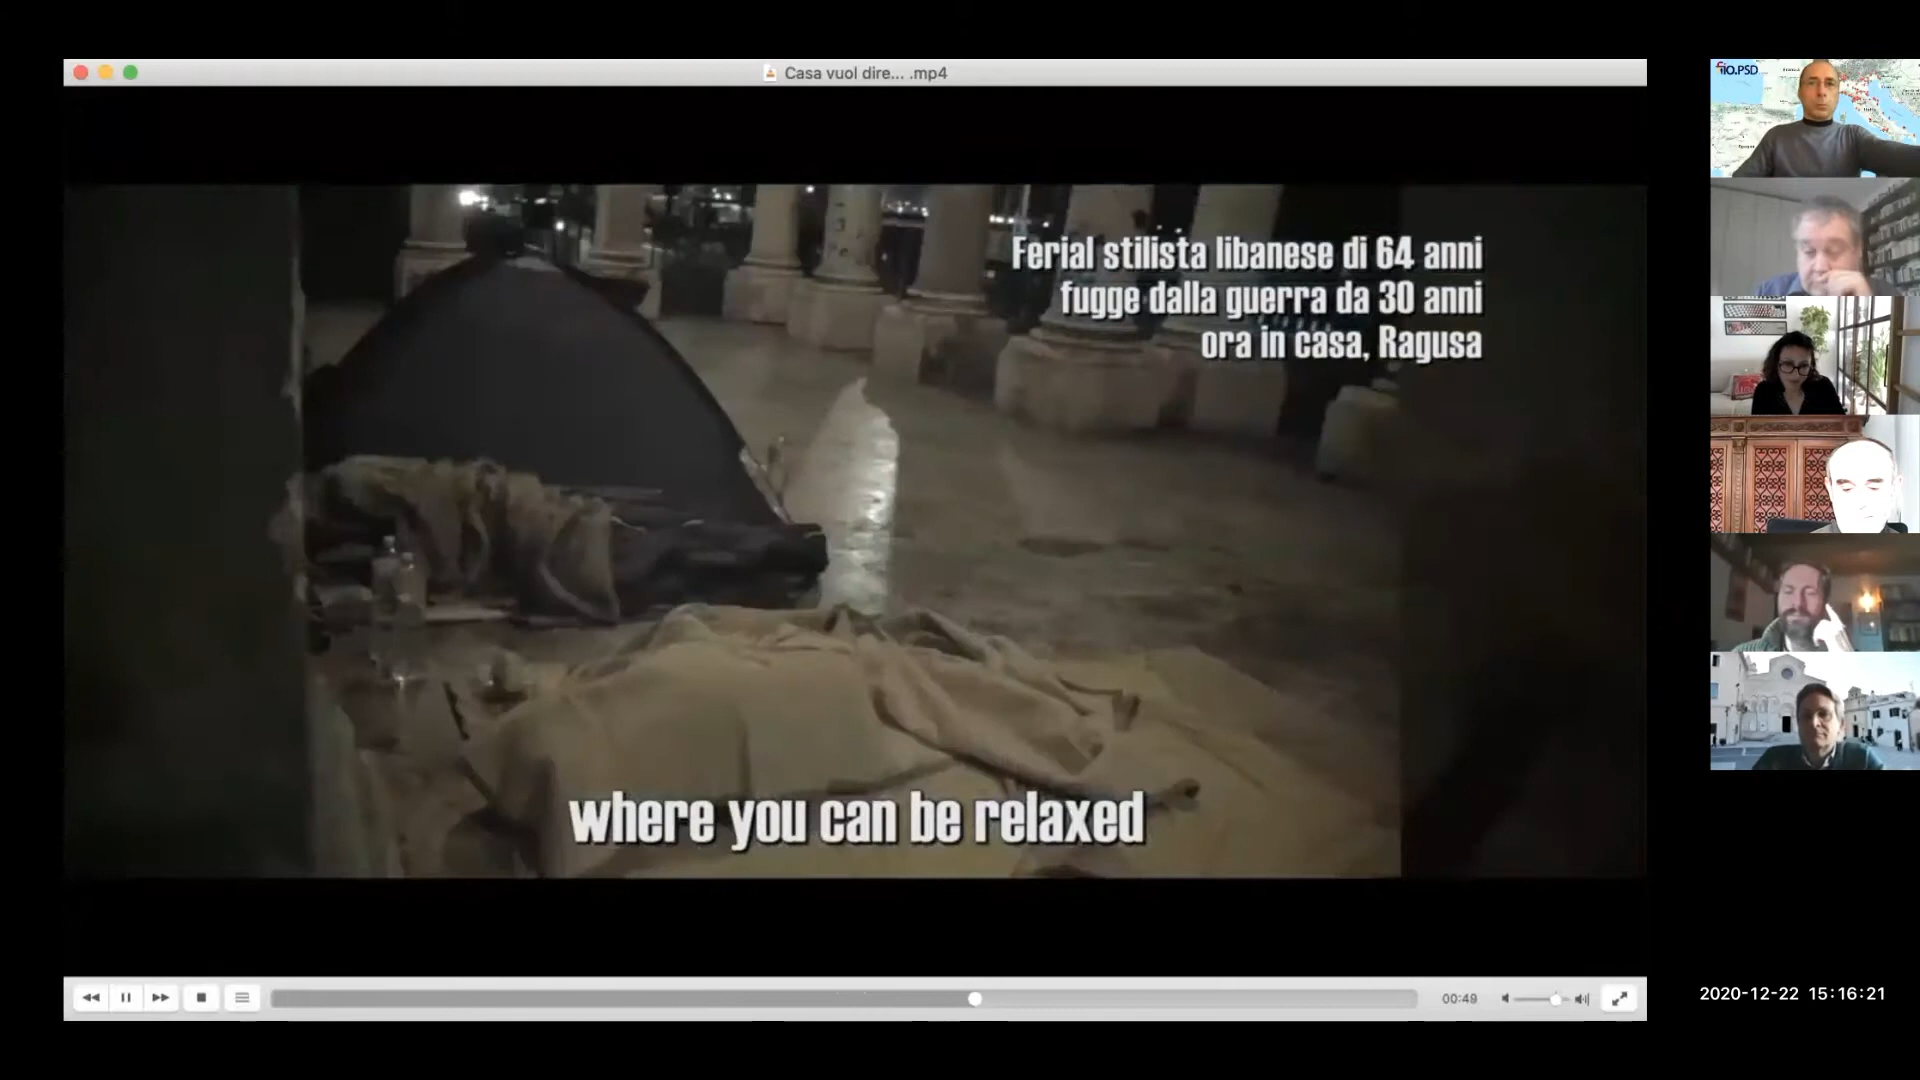 Casa vuol dire... .mp4
fio.PSD
Ferial stilista libanese di 64 anni
fugge dalla guerra da 30 anni
ora in casa, Ragusa
where you can be relaxed
00:49
2020-12-22 15:16:21